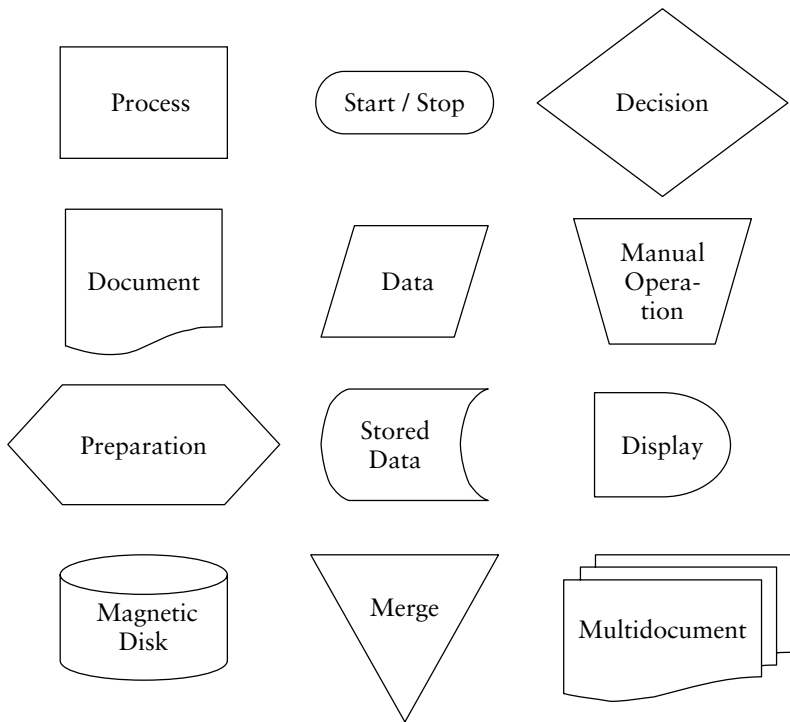 Process
Start / Stop
Decision
Document
Data
Manual
Opera-
tion
Preparation
Stored
Data
Display
Magnetic
Disk
Merge
Multidocument